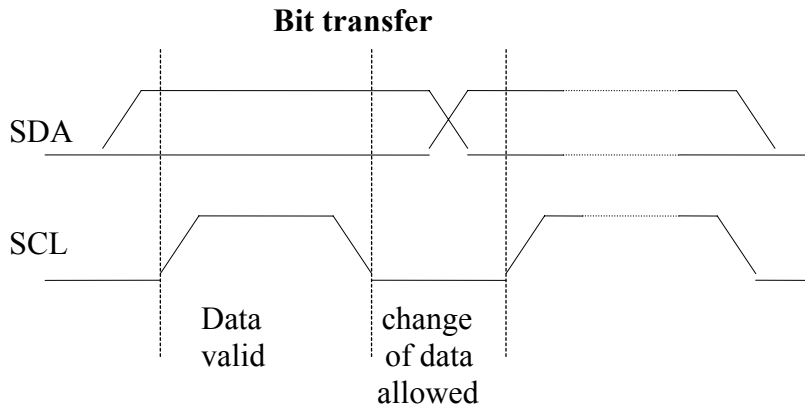 Bit transfer
SDA
SCL
Data
valid
change
of data
allowed